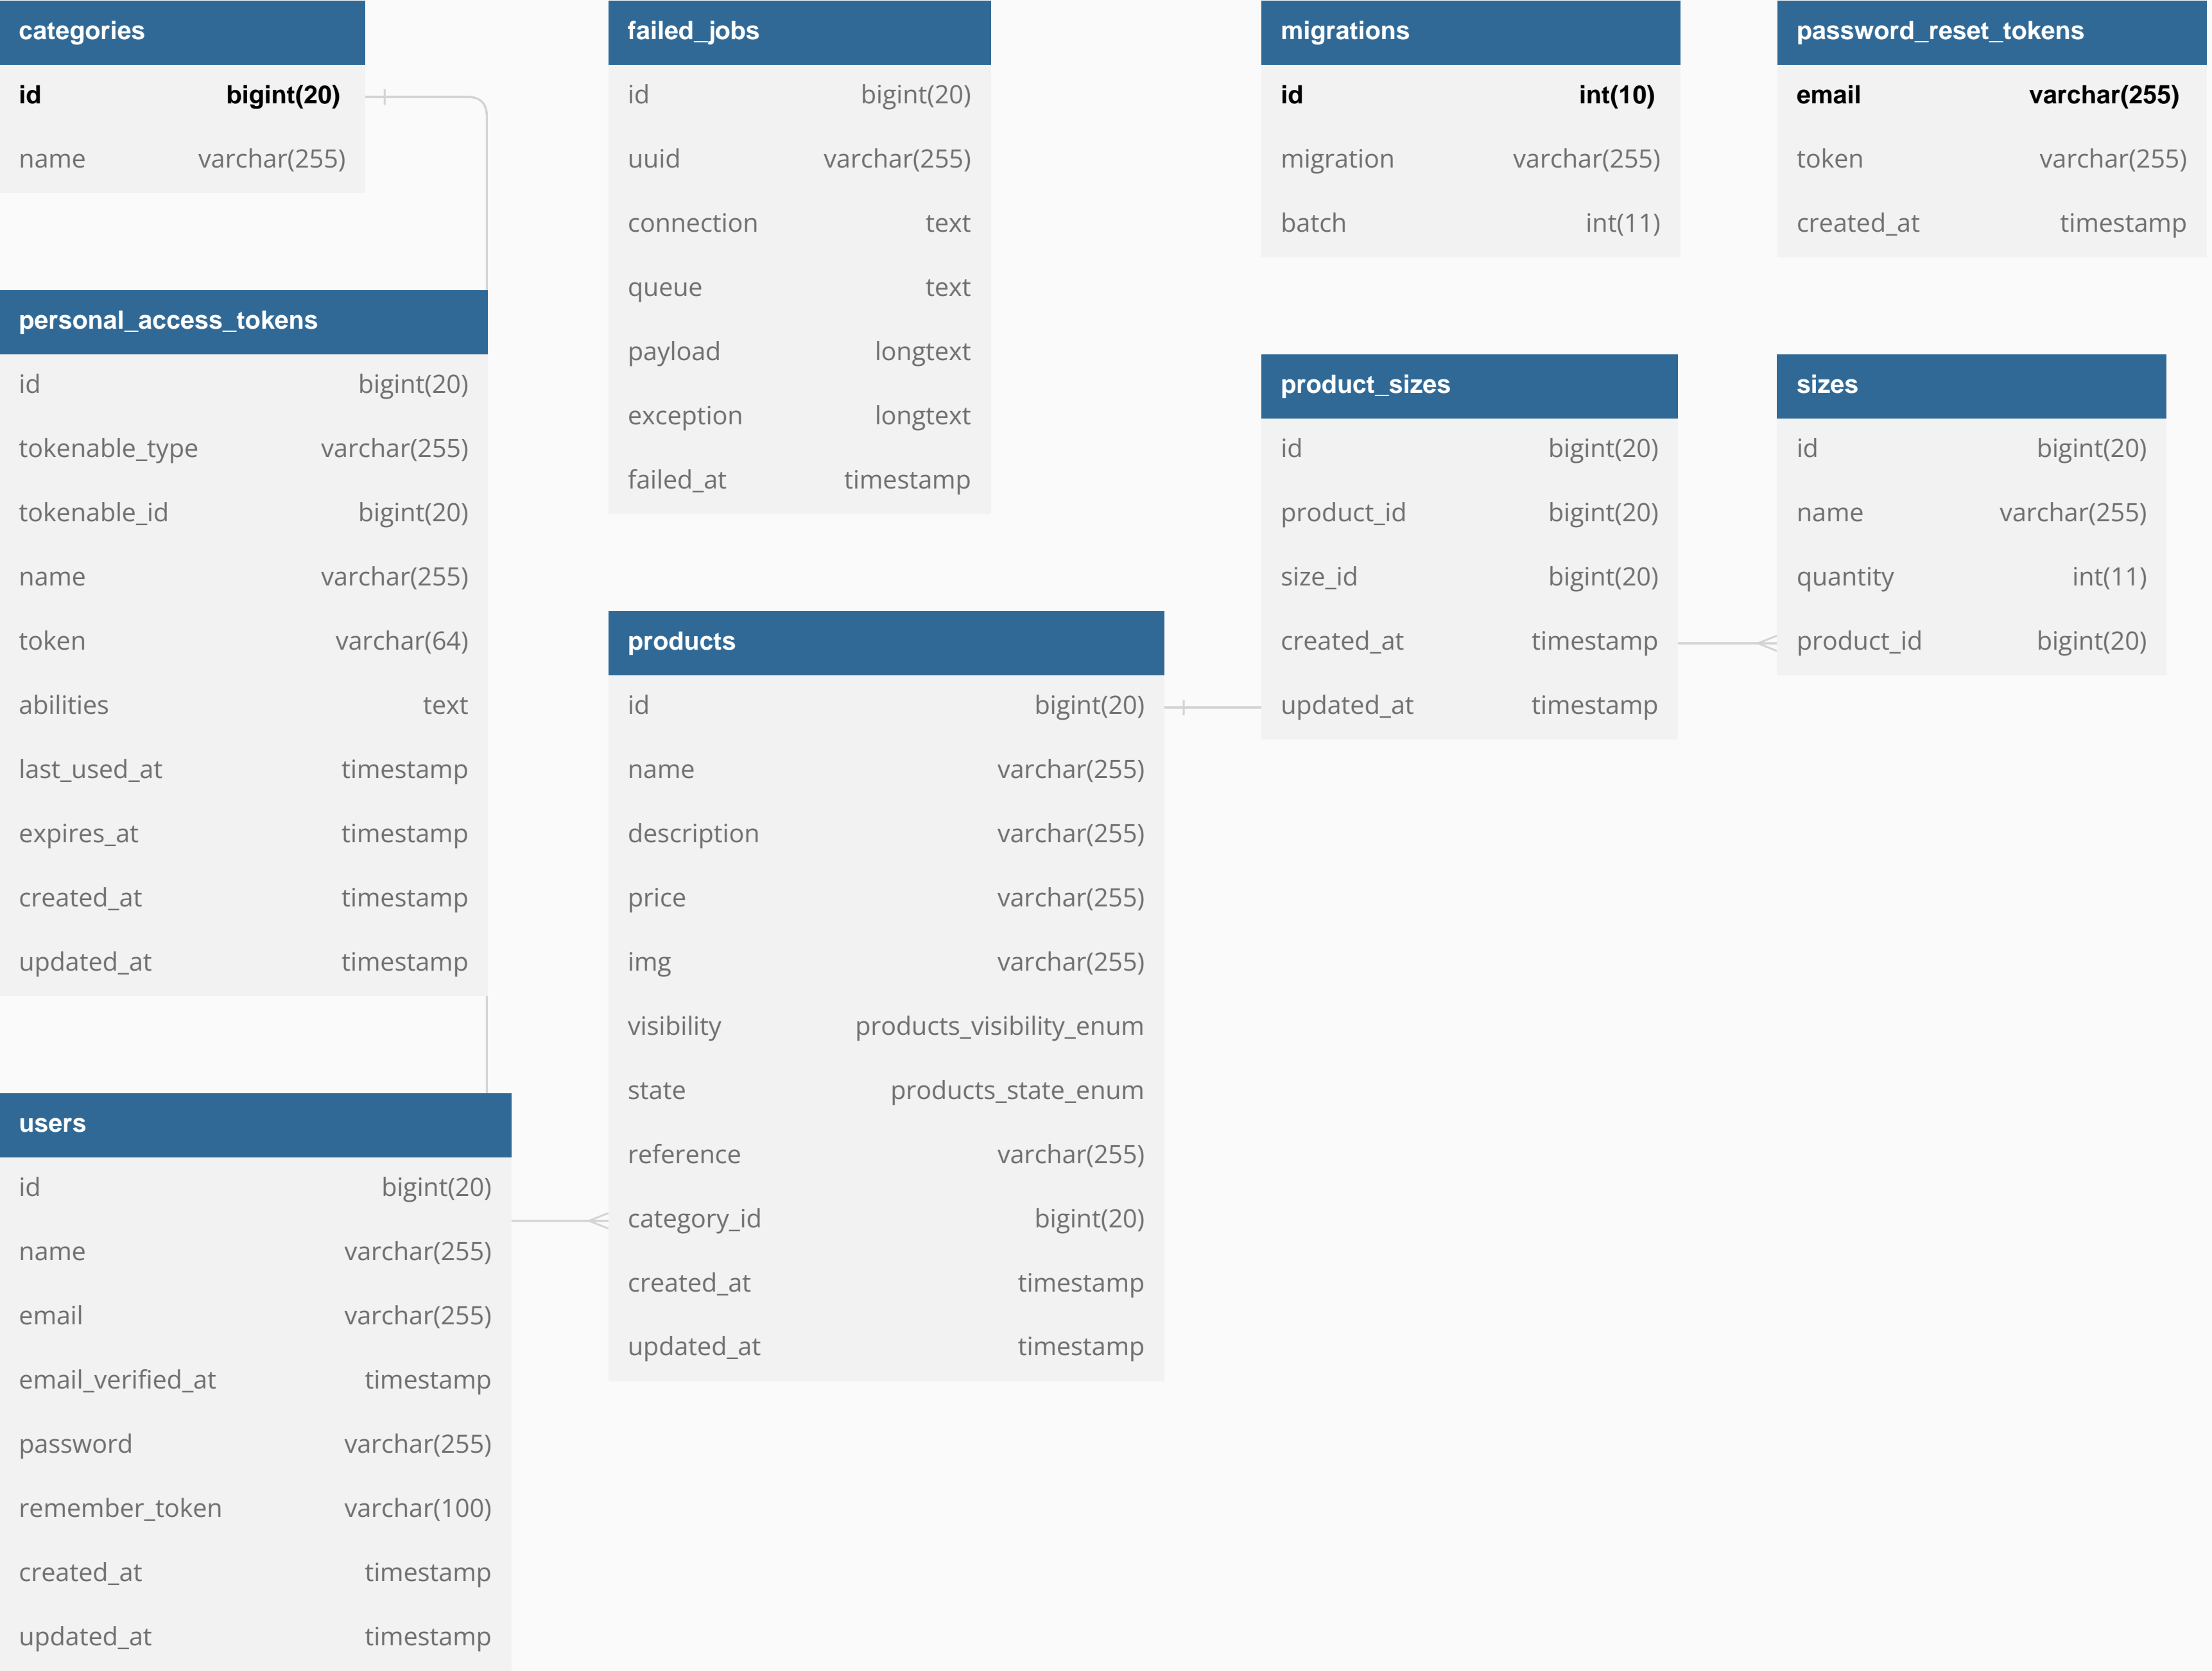 categories
id bigint(20)
name varchar(255)
personal_access_tokens
id bigint(20)
tokenable_type varchar(255)
tokenable_id bigint(20)
name varchar(255)
token varchar(64)
abilities text
last_used_at timestamp
expires_at timestamp
created_at timestamp
updated_at timestamp
users
id bigint(20)
name varchar(255)
email varchar(255)
email_verified_at timestamp
password varchar(255)
remember_token varchar(100)
created_at timestamp
updated_at timestamp
failed_jobs
id bigint(20)
uuid varchar(255)
connection text
queue text
payload longtext
exception longtext
failed_at timestamp
products
id bigint(20)
name varchar(255)
description varchar(255)
price varchar(255)
img varchar(255)
visibility products_visibility_enum
state products_state_enum
reference varchar(255)
category_id bigint(20)
created_at timestamp
updated_at timestamp
migrations
id int(10)
migration varchar(255)
batch int(11)
product_sizes
id bigint(20)
product_id bigint(20)
size_id bigint(20)
created_at timestamp
updated_at timestamp
password_reset_tokens
email varchar(255)
token varchar(255)
created_at timestamp
sizes
id bigint(20)
name varchar(255)
quantity int(11)
product_id bigint(20)